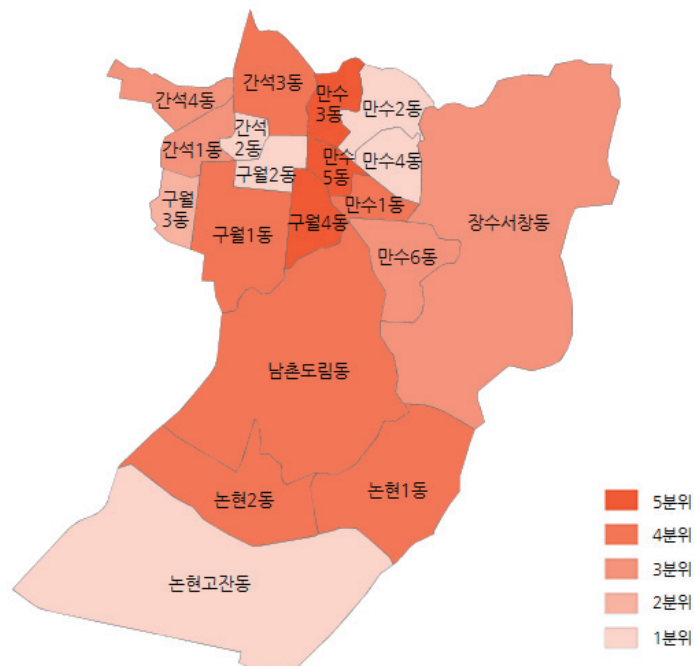 간석3동
간석4동
만수
3동
만수2동
간석
2동
간석1동
만수
5동
만수4동
구월2동
구월
3동
만수1동
구월4동
구월1동
장수서창동
만수6동
남촌도림동
논현2동
논현1동
논현고잔동
5분위
4분위
3분위
2분위
1분위